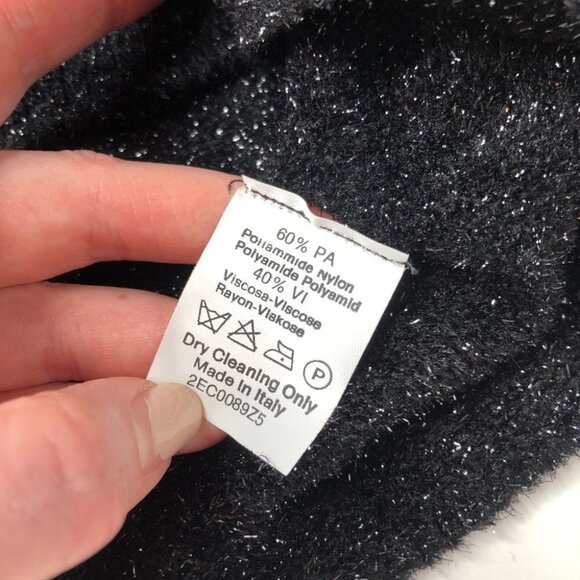 60% PA
Poliammide Nylon
Polyamide Polyamid
40% VI
Viscosa-Viscose
Rayon-Viskose
P
Dry Cleaning Only
Made in Italy
2EC0089Z5